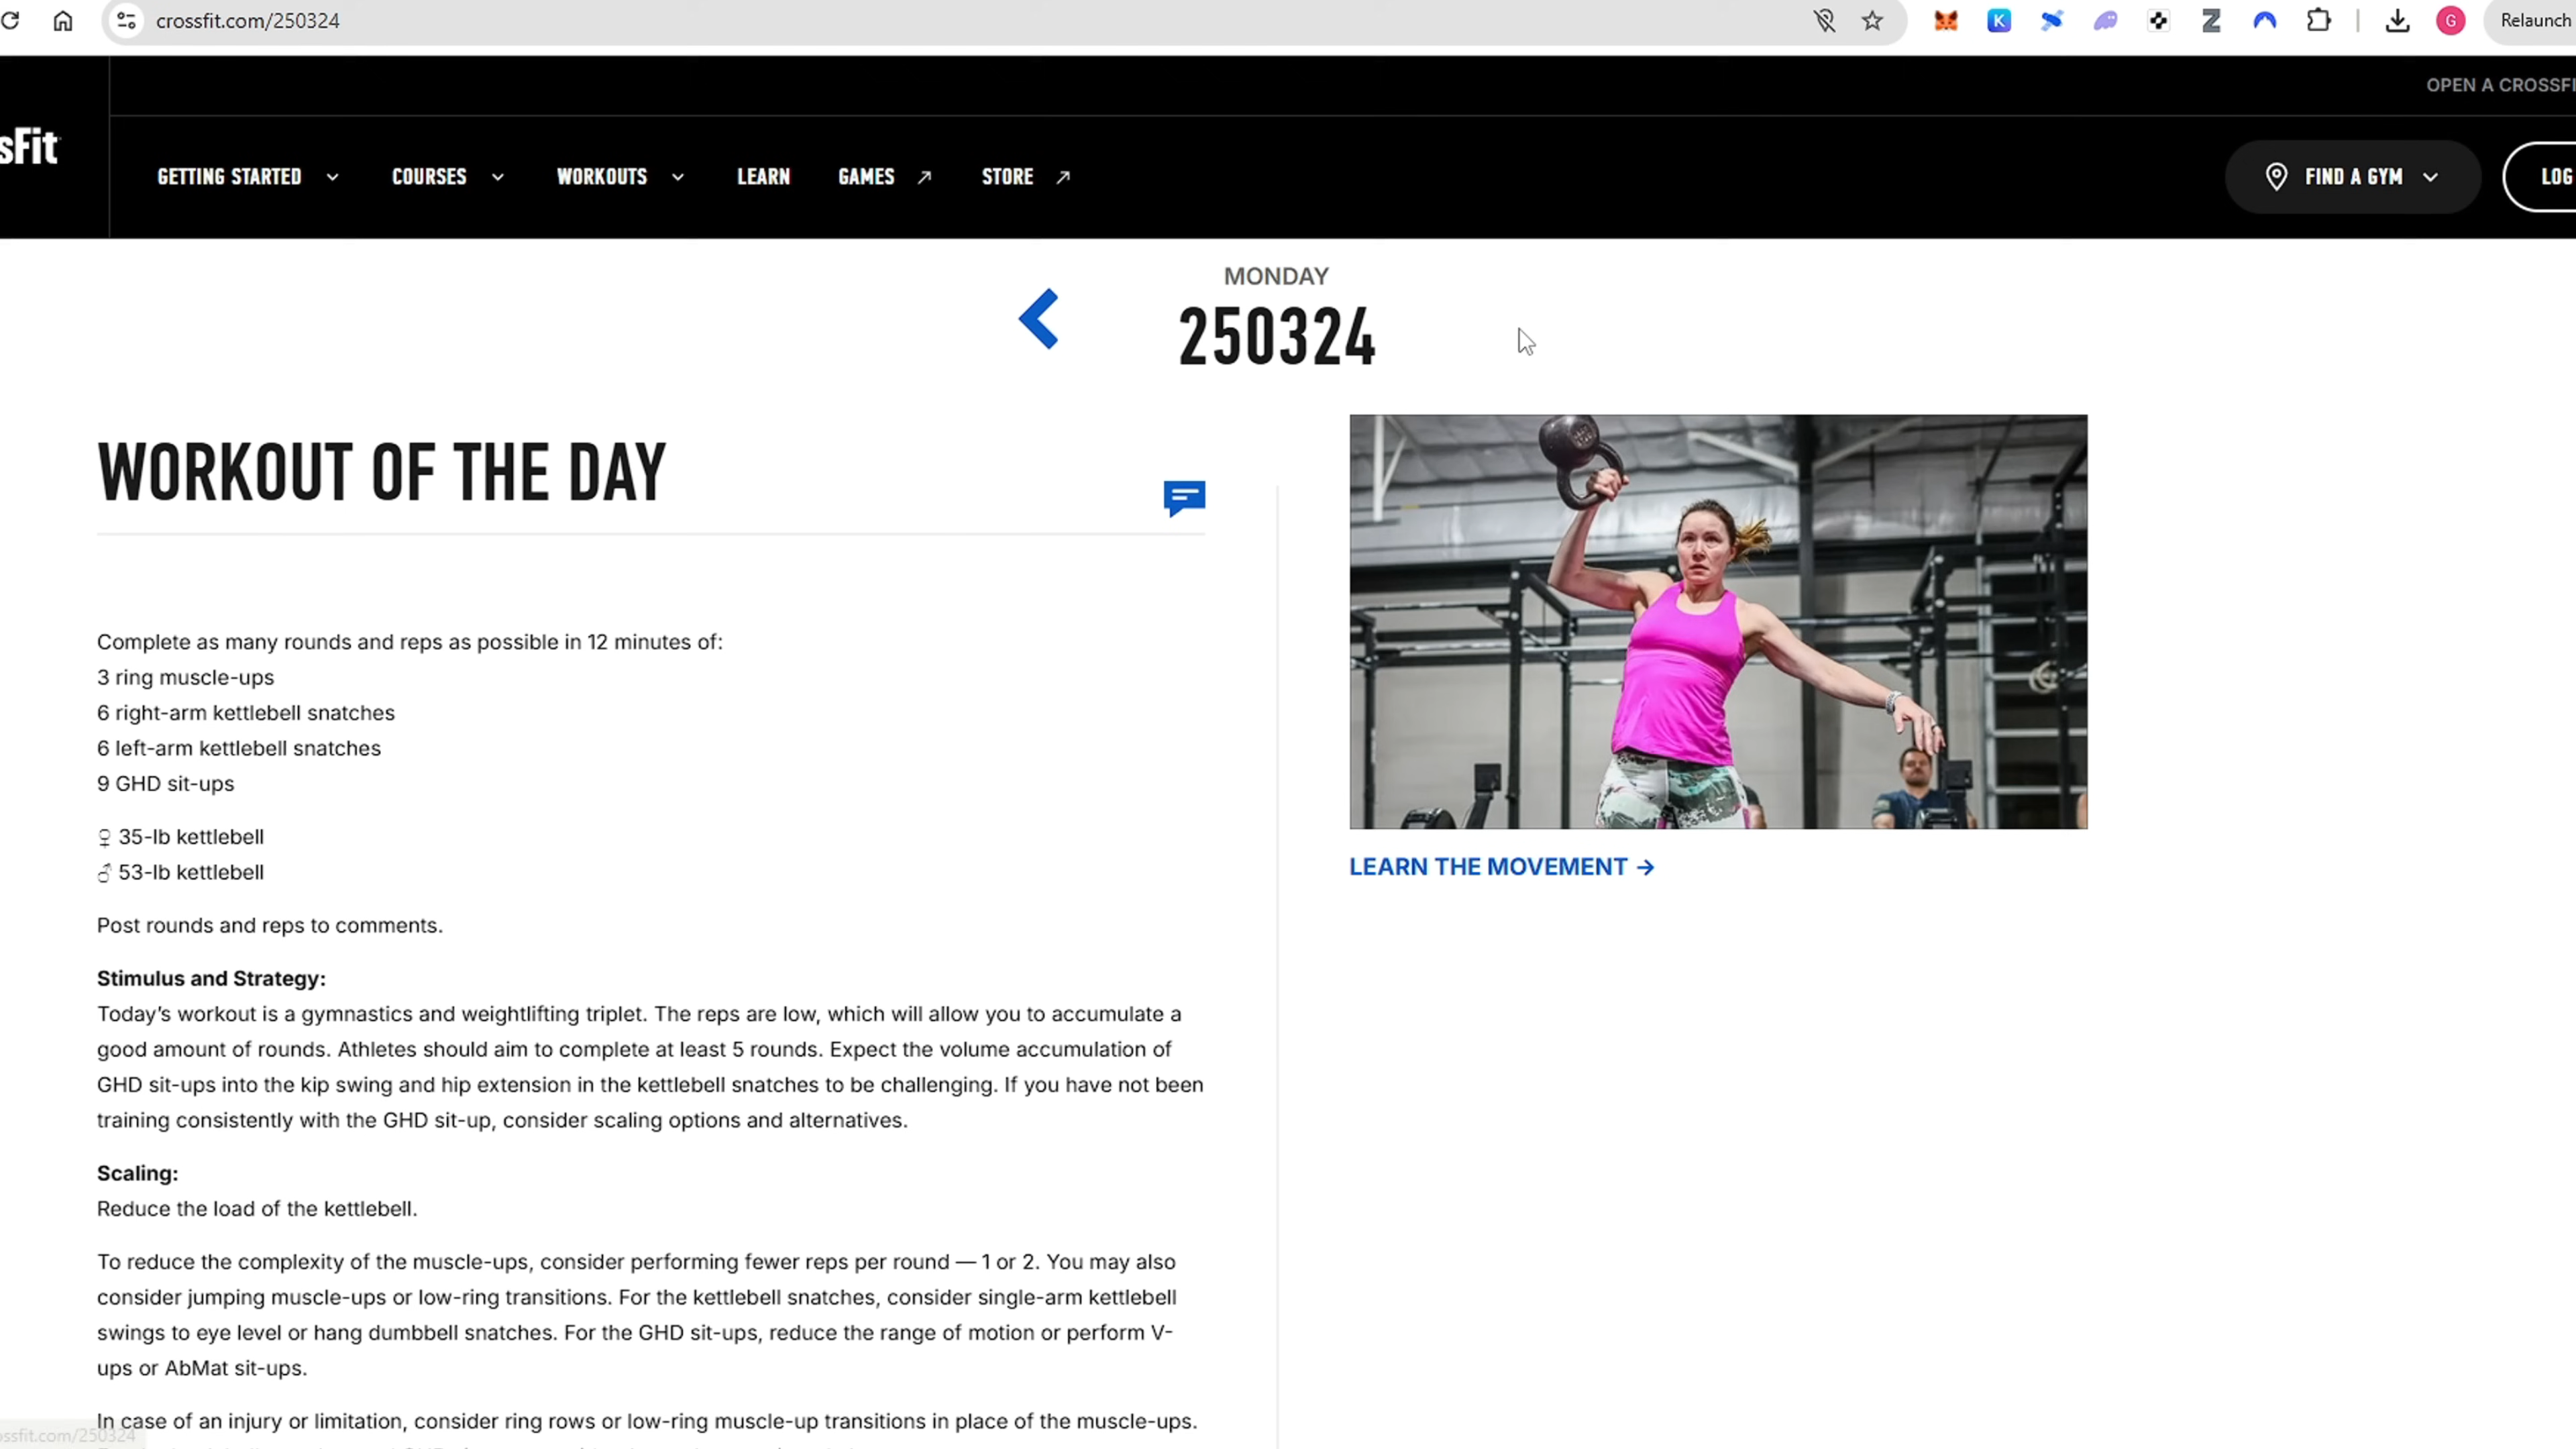 crossfit.com/250324
G
Relaunch
OPEN A CROSSFI
sFit
GETTING STARTED
COURSES
WORKOUTS
LEARN
GAMES
STORE
FIND A GYM
LOG
MONDAY
250324
WORKOUT OF THE DAY
Complete as many rounds and reps as possible in 12 minutes of:
3 ring muscle-ups
6 right-arm kettlebell snatches
6 left-arm kettlebell snatches
9 GHD sit-ups
♀ 35-lb kettlebell
♂ 53-lb kettlebell
Post rounds and reps to comments.
Stimulus and Strategy:
Today’s workout is a gymnastics and weightlifting triplet. The reps are low, which will allow you to accumulate a
good amount of rounds. Athletes should aim to complete at least 5 rounds. Expect the volume accumulation of
GHD sit-ups into the kip swing and hip extension in the kettlebell snatches to be challenging. If you have not been
training consistently with the GHD sit-up, consider scaling options and alternatives.
Scaling:
Reduce the load of the kettlebell.
To reduce the complexity of the muscle-ups, consider performing fewer reps per round — 1 or 2. You may also
consider jumping muscle-ups or low-ring transitions. For the kettlebell snatches, consider single-arm kettlebell
swings to eye level or hang dumbbell snatches. For the GHD sit-ups, reduce the range of motion or perform V-
ups or AbMat sit-ups.
In case of an injury or limitation, consider ring rows or low-ring muscle-up transitions in place of the muscle-ups.
ossfit.com/250324
LEARN THE MOVEMENT →